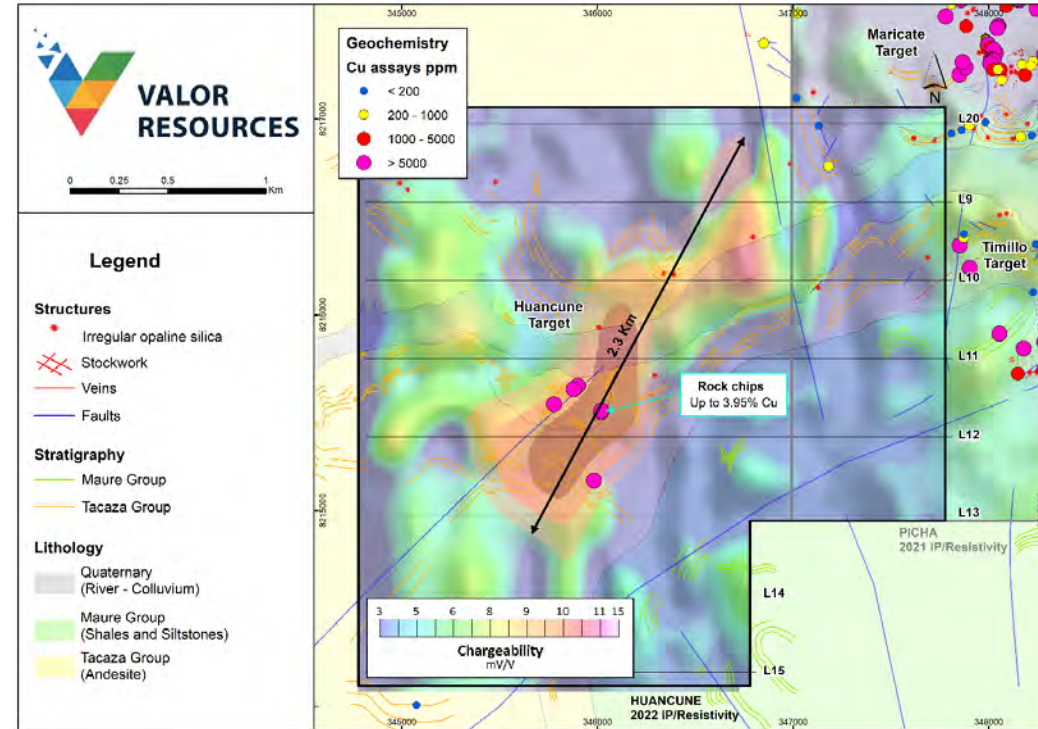 VALOR
RESOURCES
0 0.25 0.5 1
Km
Legend
Structures
Irregular opaline silica
Stockwork
Veins
Faults
Stratigraphy
Maure Group
Tacaza Group
Lithology
Quaternary
(River - Colluvium)
Maure Group
(Shales and Siltstones)
Tacaza Group
(Andesite)
345000 346000 347000 348000
Geochemistry
Cu assays ppm
< 200
200 - 1000
1000 - 5000
> 5000
Maricate
Target
N
8217000
L20
L9
Timillo
Target
L10
Huancune
Target
8216000
2.3 Km
L11
Rock chips
Up to 3.95% Cu
L12
8215000
L13
PICHA
2021 IP/Resistivity
L14
3 5 6 8 9 10 11 15
Chargeability
mV/V
L15
HUANCUNE
2022 IP/Resistivity
345000 346000 347000 348000